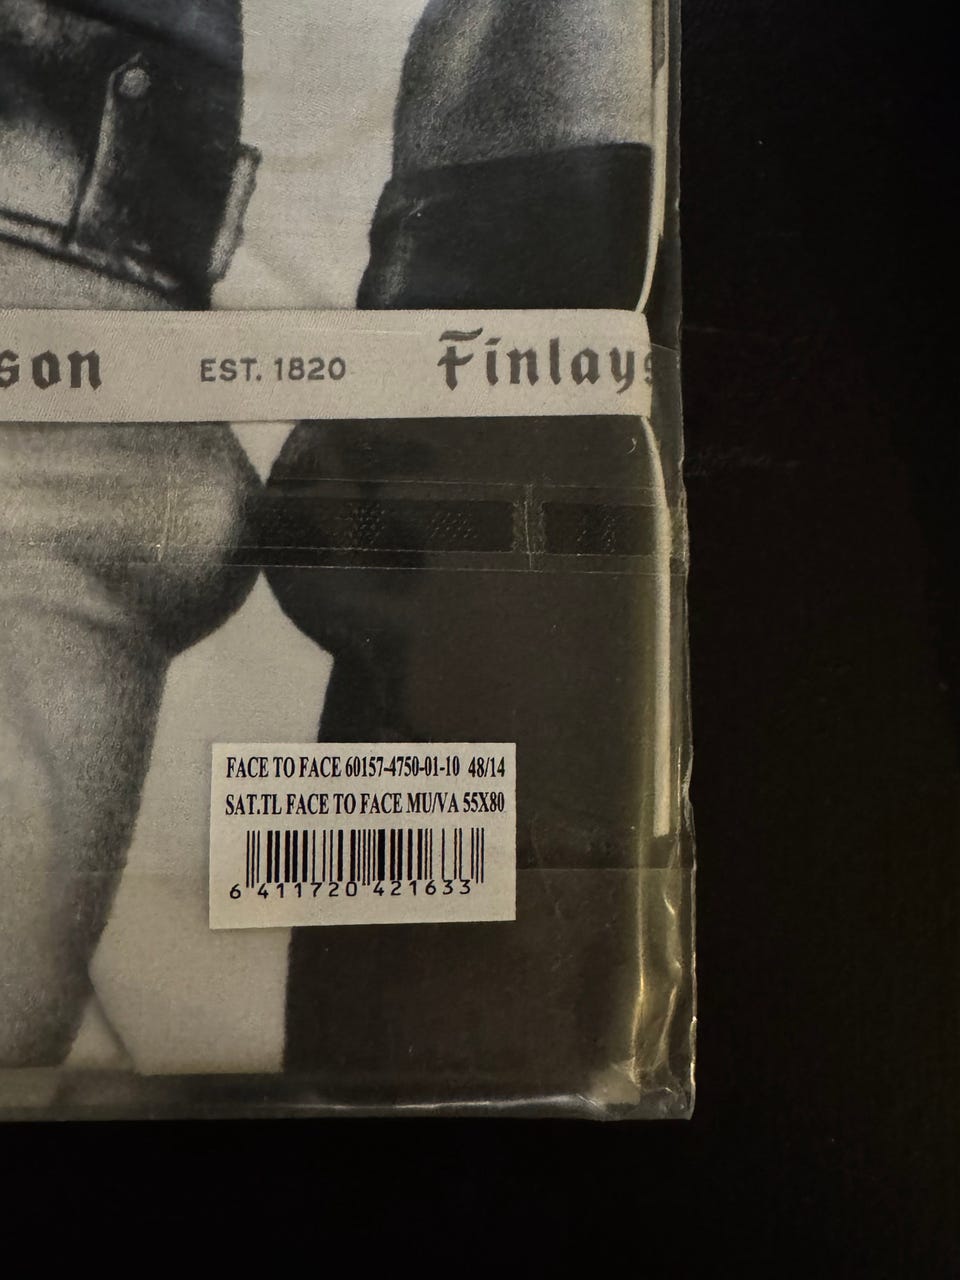 son EST. 1820 Finlays
FACE TO FACE 60157-4750-01-10 48/14
SAT.TL FACE TO FACE MU/VA 55X80
6 411720 421633